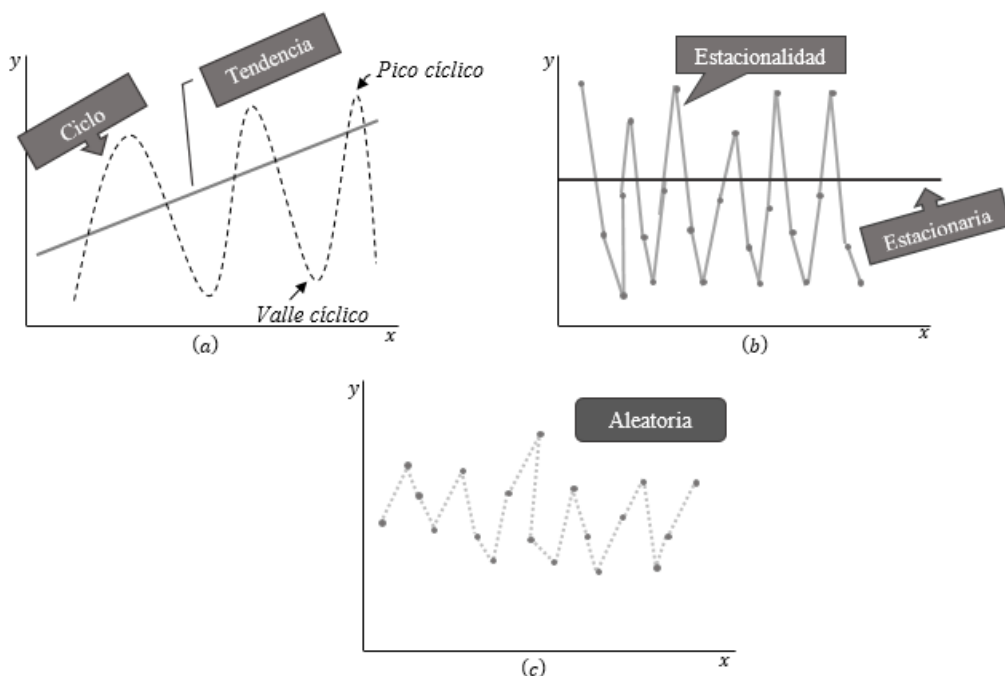 y
Ciclo
Tendencia
Pico cíclico
Valle cíclico
x
(a)
y
Estacionalidad
Estacionaria
x
(b)
y
Aleatoria
x
(c)